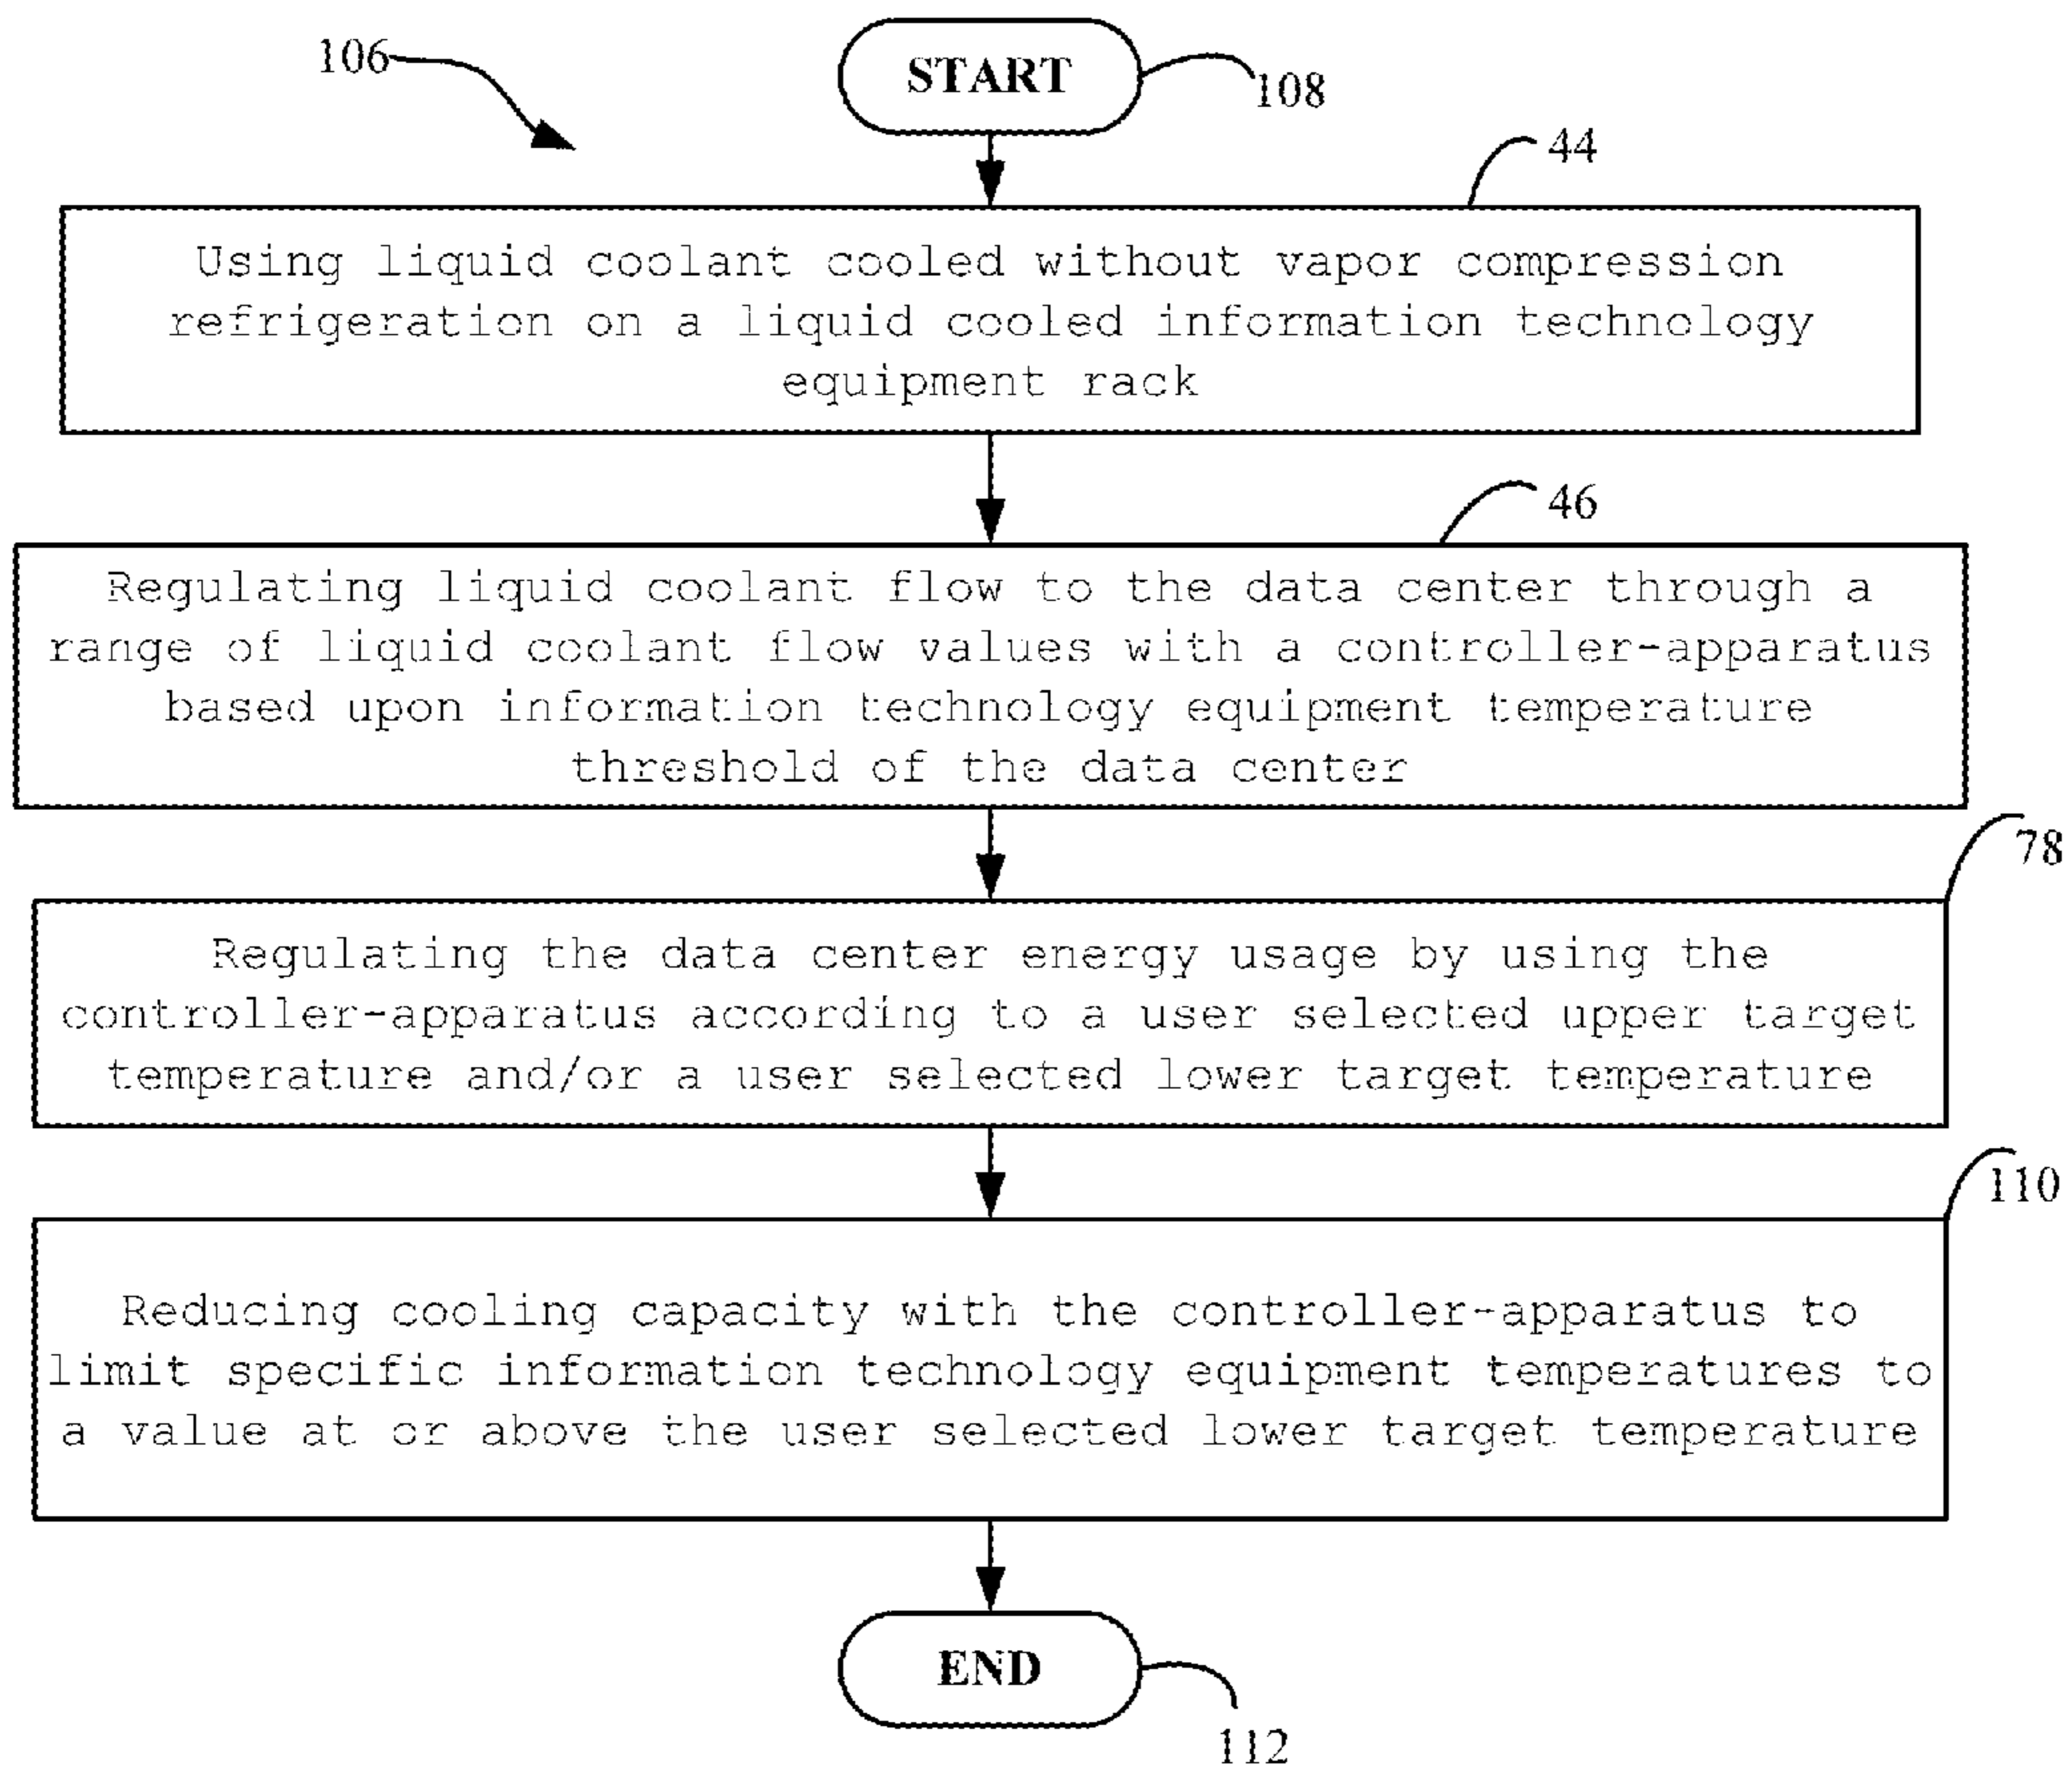 106
START
108
44
Using liquid coolant cooled without vapor compression
refrigeration on a liquid cooled information technology
equipment rack
46
Regulating liquid coolant flow to the data center through a
range of liquid coolant flow values with a controller-apparatus
based upon information technology equipment temperature
threshold of the data center
78
Regulating the data center energy usage by using the
controller-apparatus according to a user selected upper target
temperature and/or a user selected lower target temperature
110
Reducing cooling capacity with the controller-apparatus to
limit specific information technology equipment temperatures to
a value at or above the user selected lower target temperature
END
112